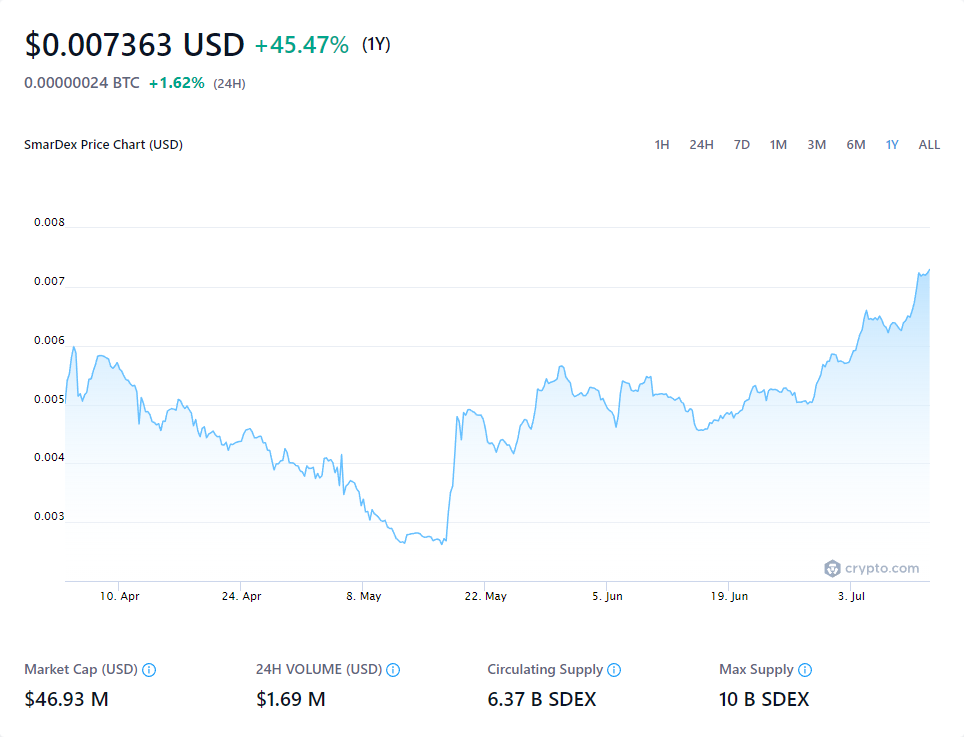 $0.007363 USD +45.47% (1Y)
0.00000024 BTC +1.62% (24H)
SmarDex Price Chart (USD) 1H 24H 7D 1M 3M 6M 1Y ALL
0.008
0.007
0.006
0.005
0.004
0.003
crypto.com
10. Apr 24. Apr 8. May 22. May 5. Jun 19. Jun 3. Jul
Market Cap (USD) 24H VOLUME (USD) Circulating Supply Max Supply
$46.93 M $1.69 M 6.37 B SDEX 10 B SDEX